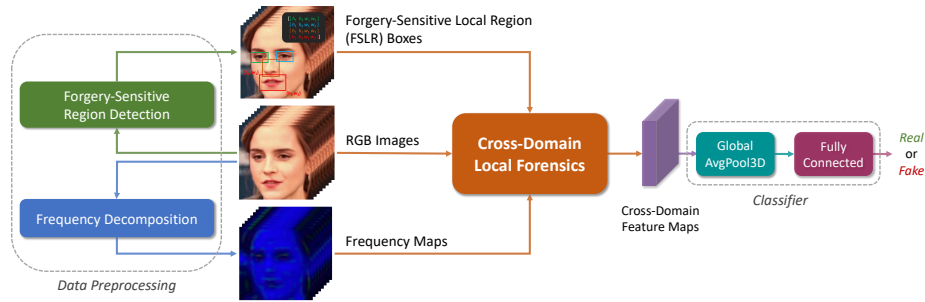 Forgery-Sensitive Local Region
(FSLR) Boxes
Forgery-Sensitive
Region Detection
RGB Images
Cross-Domain
Local Forensics
Global
AvgPool3D
Fully
Connected
Real
or
Fake
Classifier
Cross-Domain
Feature Maps
Frequency Decomposition
Frequency Maps
Data Preprocessing